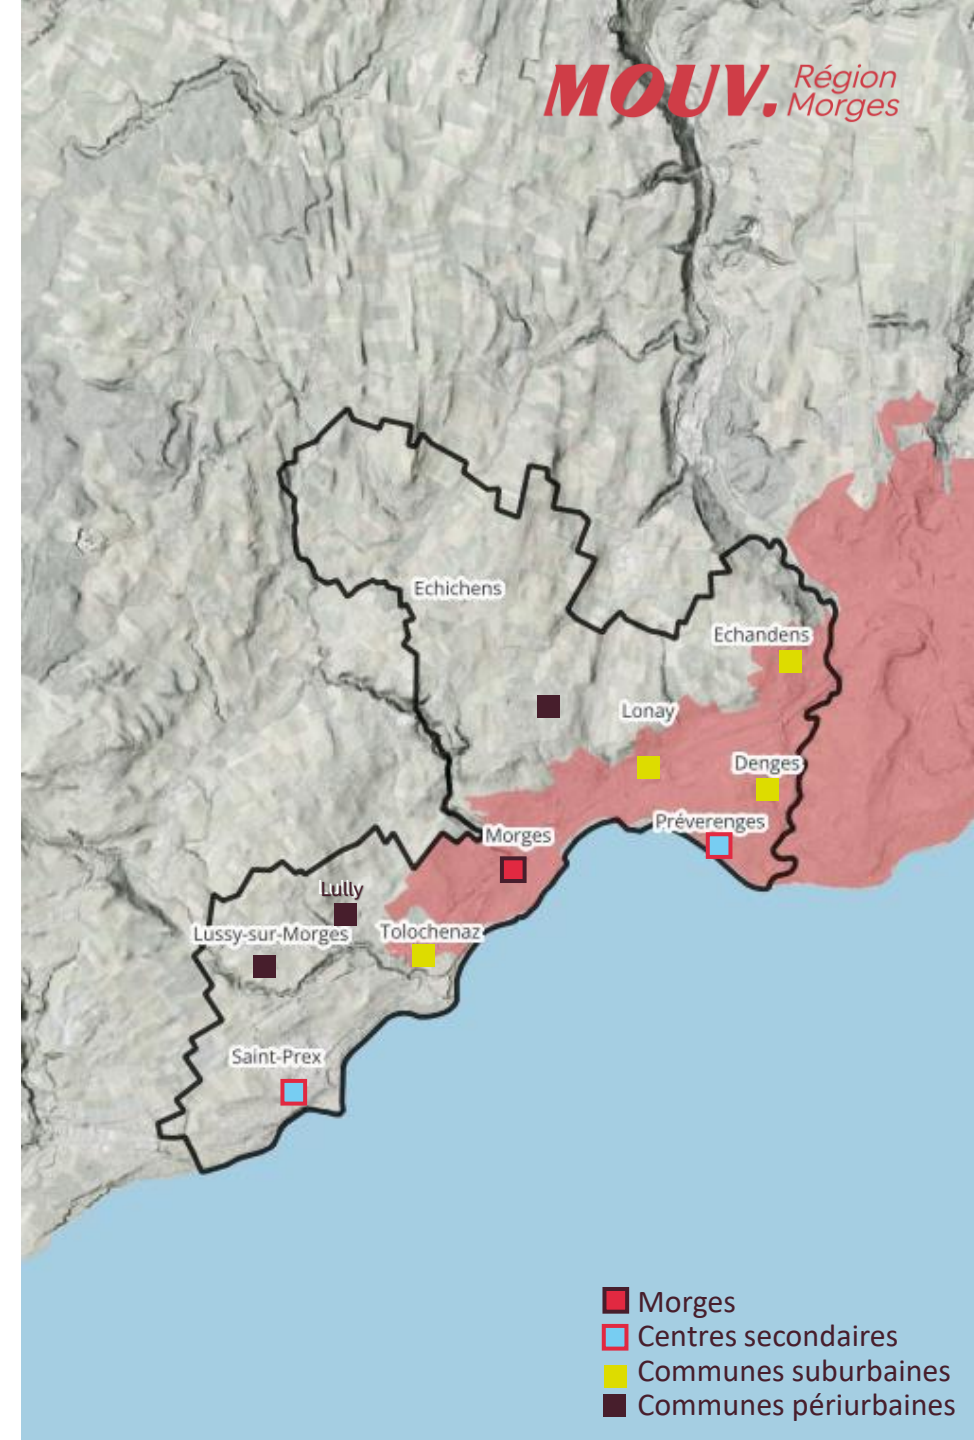 MOUV. Région
Morges
Echichens
Echandens
Lonay
Denges
Préverenges
Morges
Lully
Lussy-sur-Morges
Tolochenaz
Saint-Prex
Morges
Centres secondaires
Communes suburbaines
Communes périurbaines